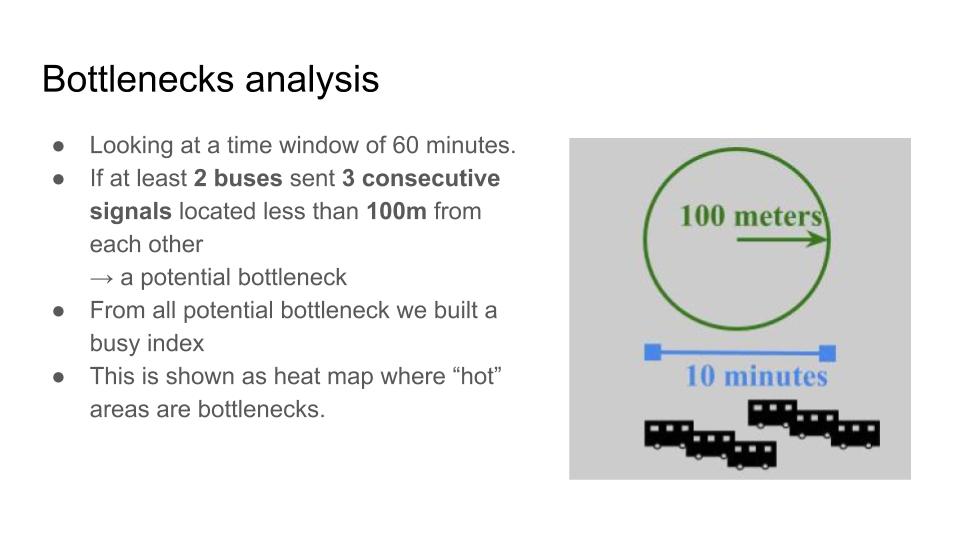 Bottlenecks analysis
● Looking at a time window of 60 minutes.
● If at least 2 buses sent 3 consecutive
signals located less than 100m from
each other
→ a potential bottleneck
● From all potential bottleneck we built a
busy index
● This is shown as heat map where “hot”
areas are bottlenecks.
100 meters
10 minutes